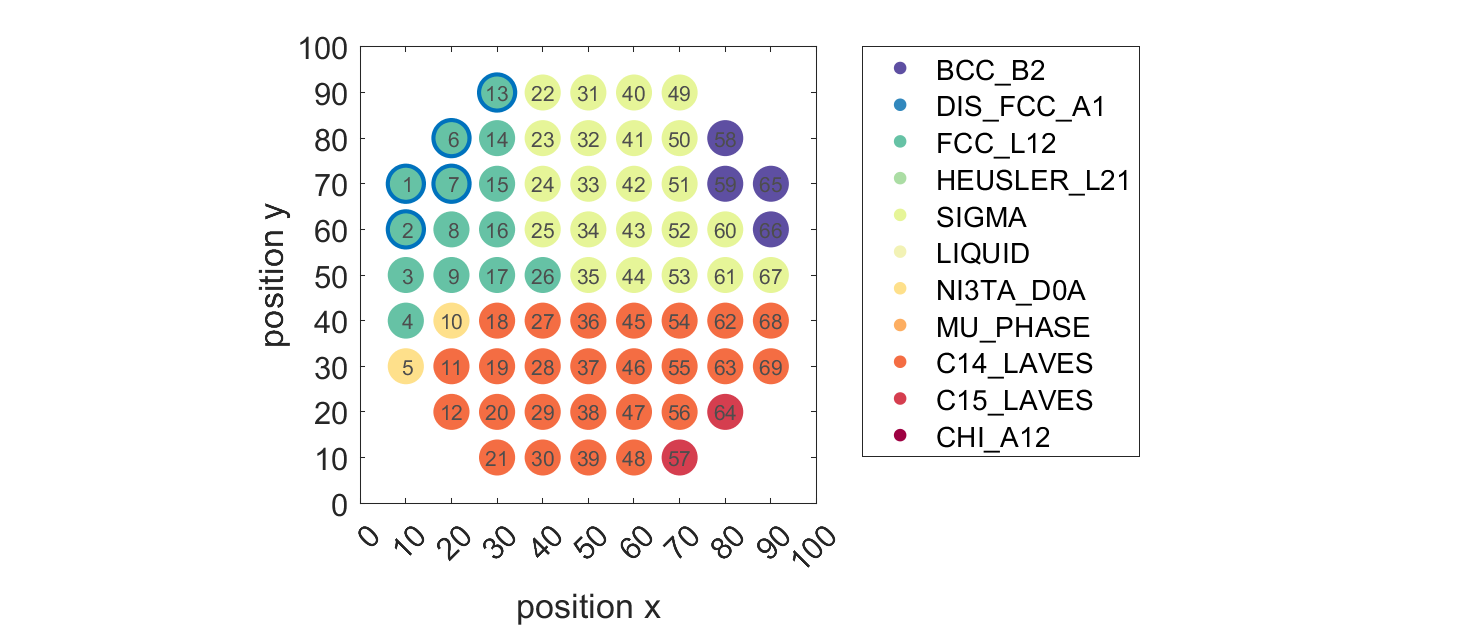 100
90
80
70
60
50
40
30
20
10
0
position y
13 22 31 40 49
6 14 23 32 41 50 58
1 7 15 24 33 42 51 59 65
2 8 16 25 34 43 52 60 66
3 9 17 26 35 44 53 61 67
4 10 18 27 36 45 54 62 68
5 11 19 28 37 46 55 63 69
12 20 29 38 47 56 64
21 30 39 48 57
0 10 20 30 40 50 60 70 80 90 100
position x
BCC_B2
DIS_FCC_A1
FCC_L12
HEUSLER_L21
SIGMA
LIQUID
NI3TA_D0A
MU_PHASE
C14_LAVES
C15_LAVES
CHI_A12